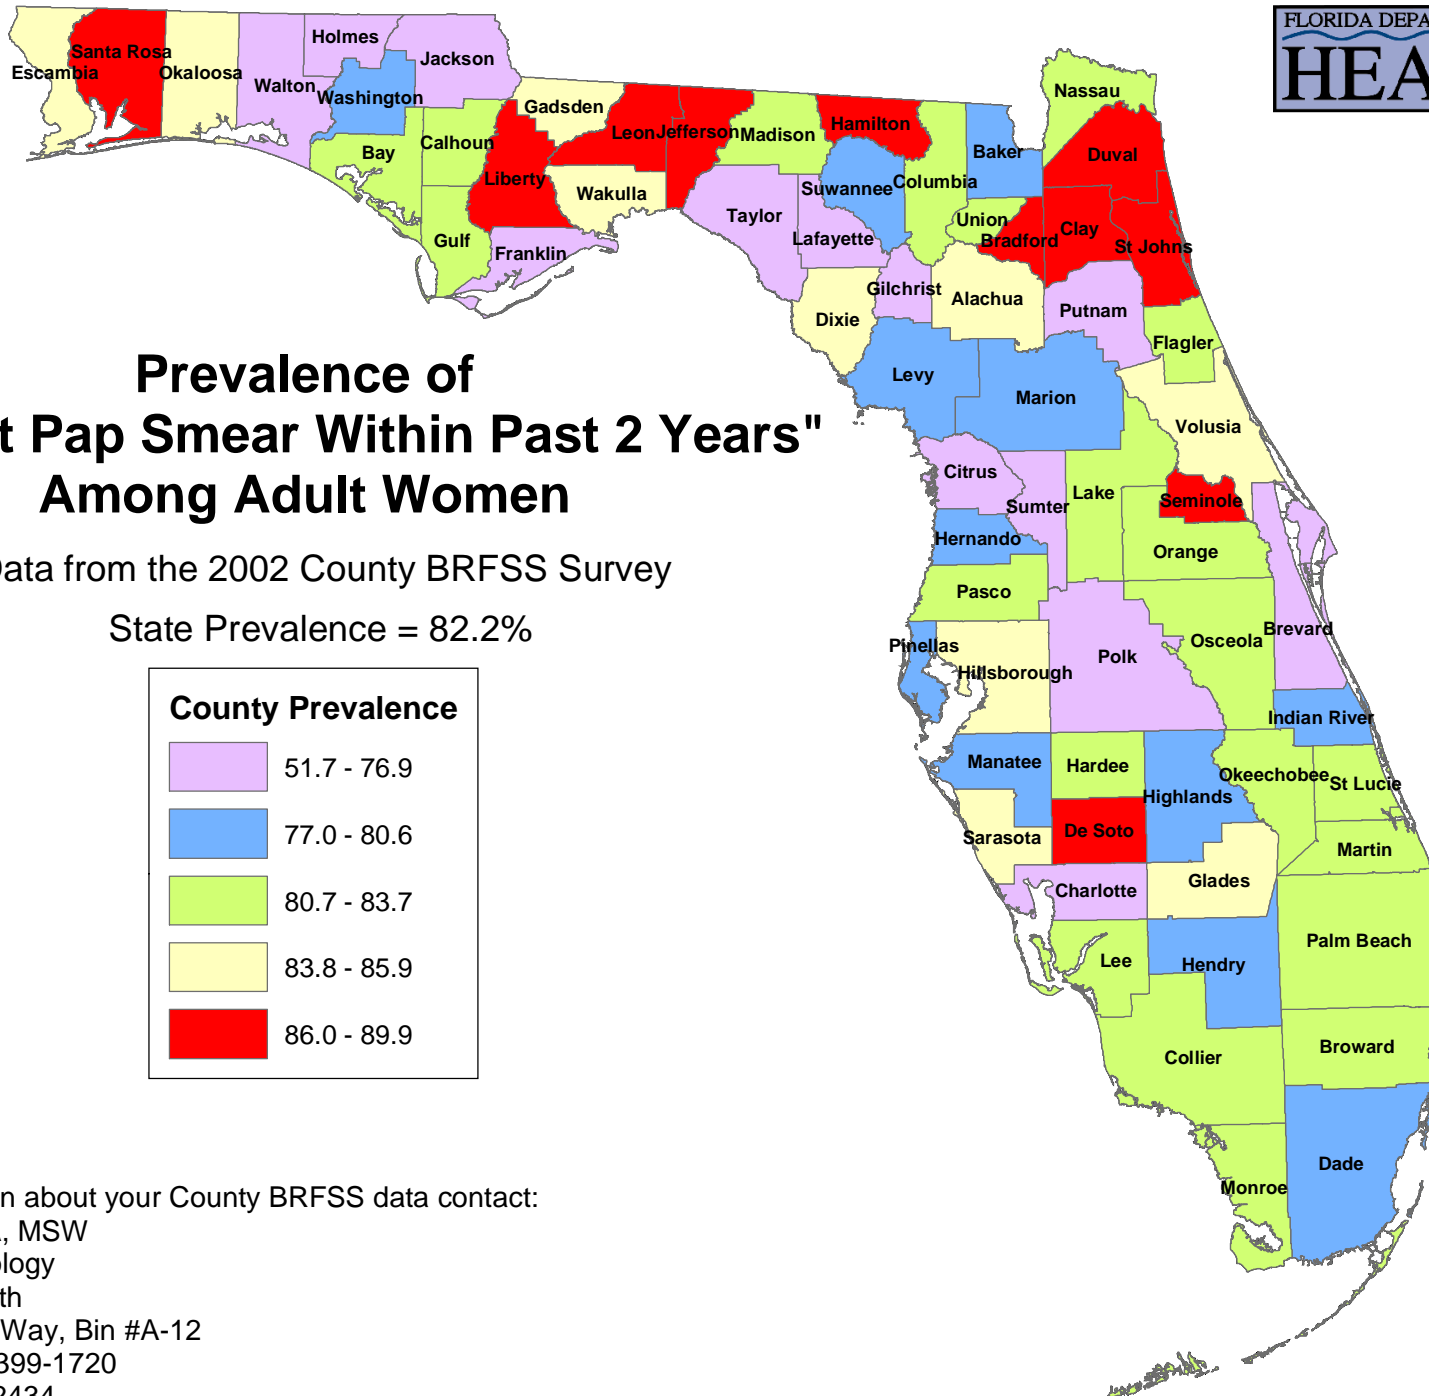 FLORIDA DEPA
HEA
Holmes
Santa Rosa
Jackson
Escambia
Okaloosa
Walton
Washington
Nassau
Gadsden
Calhoun
Leon
Jefferson
Madison
Hamilton
Bay
Baker
Duval
Liberty
Suwannee
Columbia
Wakulla
Taylor
Union
Gulf
Lafayette
Bradford
Clay
St Johns
Franklin
Gilchrist
Alachua
Putnam
Dixie
Flagler
Prevalence of
t Pap Smear Within Past 2 Years"
Among Adult Women
Data from the 2002 County BRFSS Survey
State Prevalence = 82.2%
Levy
Marion
Volusia
Citrus
Sumter
Lake
Seminole
Hernando
Orange
Pasco
Brevard
Pinellas
Osceola
Polk
Hillsborough
Indian River
Manatee
Hardee
Okeechobee
St Lucie
Highlands
De Soto
Sarasota
Martin
Glades
Charlotte
Palm Beach
Lee
Hendry
Broward
Collier
Dade
Monroe
County Prevalence
51.7 - 76.9
77.0 - 80.6
80.7 - 83.7
83.8 - 85.9
86.0 - 89.9
n about your County BRFSS data contact:
, MSW
ology
th
Way, Bin #A-12
399-1720
2434